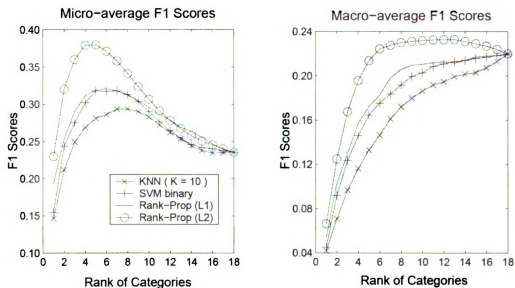 Micro-average F1 Scores
F1 Scores
0.40
0.35
0.30
0.25
0.20
0.15
0.10
KNN ( K = 10 )
SVM binary
Rank-Prop (L1)
Rank-Prop (L2)
0 2 4 6 8 10 12 14 16 18
Rank of Categories
Macro-average F1 Scores
F1 Scores
0.24
0.20
0.16
0.12
0.08
0.04
0 2 4 6 8 10 12 14 16 18
Rank of Categories